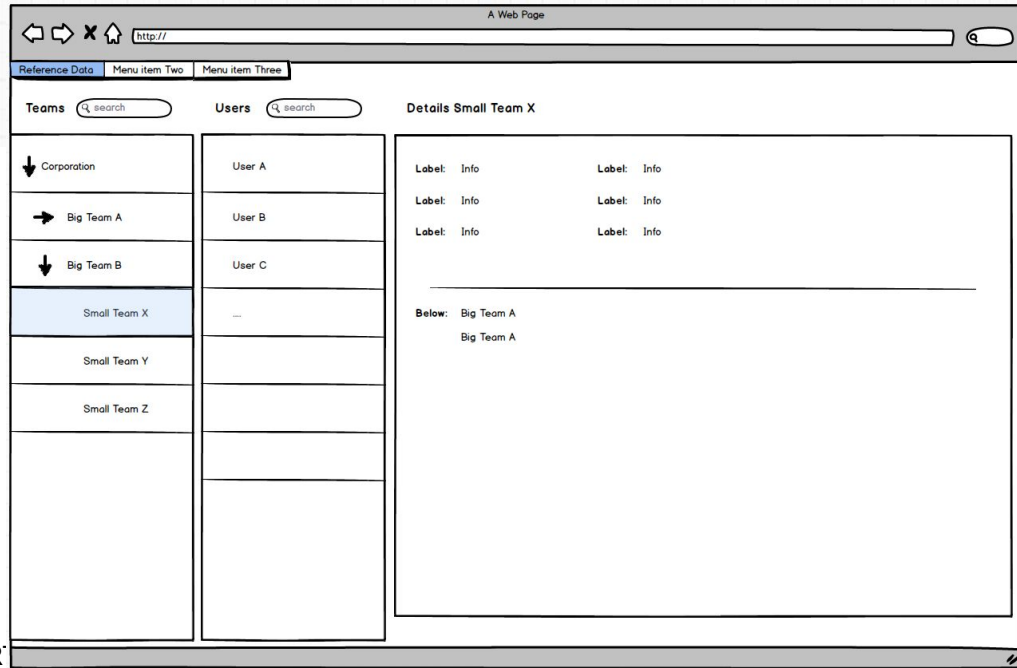 A Web Page
http://
Reference Data Menu item Two Menu item Three
Teams search Users search Details Small Team X
Corporation
Big Team A
Big Team B
Small Team X
Small Team Y
Small Team Z
User A
User B
User C
...
Label: Info Label: Info
Label: Info Label: Info
Label: Info Label: Info
Below: Big Team A
Big Team A